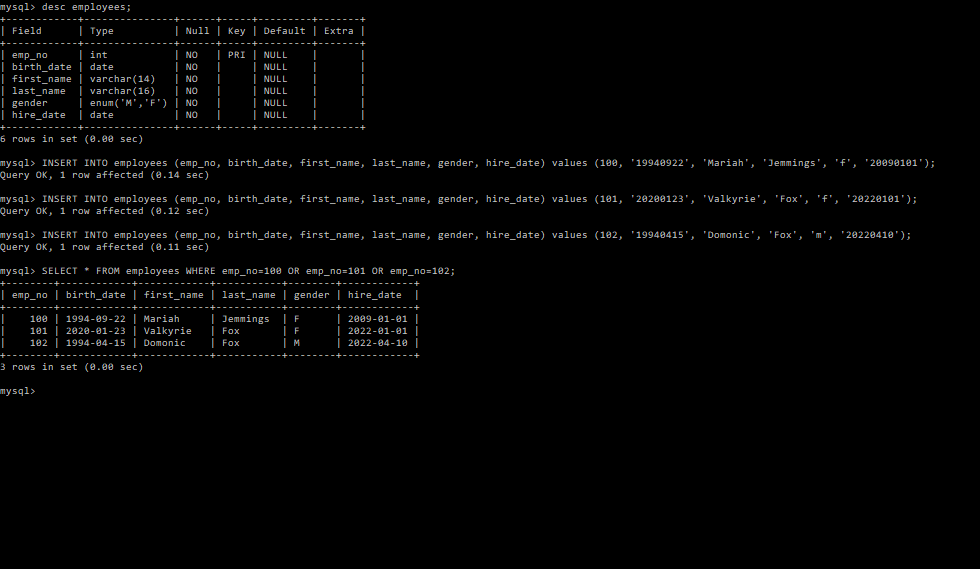 mysql> desc employees;
+------------+---------------+------+-----+---------+-------+
| Field      | Type          | Null | Key | Default | Extra |
+------------+---------------+------+-----+---------+-------+
| emp_no     | int           | NO   | PRI | NULL    |       |
| birth_date | date          | NO   |     | NULL    |       |
| first_name | varchar(14)   | NO   |     | NULL    |       |
| last_name  | varchar(16)   | NO   |     | NULL    |       |
| gender     | enum('M','F') | NO   |     | NULL    |       |
| hire_date  | date          | NO   |     | NULL    |       |
+------------+---------------+------+-----+---------+-------+
6 rows in set (0.00 sec)
mysql> INSERT INTO employees (emp_no, birth_date, first_name, last_name, gender, hire_date) values (100, '19940922', 'Mariah', 'Jemmings', 'f', '20090101');
Query OK, 1 row affected (0.14 sec)
mysql> INSERT INTO employees (emp_no, birth_date, first_name, last_name, gender, hire_date) values (101, '20200123', 'Valkyrie', 'Fox', 'f', '20220101');
Query OK, 1 row affected (0.12 sec)
mysql> INSERT INTO employees (emp_no, birth_date, first_name, last_name, gender, hire_date) values (102, '19940415', 'Domonic', 'Fox', 'm', '20220410');
Query OK, 1 row affected (0.11 sec)
mysql> SELECT * FROM employees WHERE emp_no=100 OR emp_no=101 OR emp_no=102;
+--------+------------+------------+-----------+--------+------------+
| emp_no | birth_date | first_name | last_name | gender | hire_date  |
+--------+------------+------------+-----------+--------+------------+
|    100 | 1994-09-22 | Mariah     | Jemmings  | F      | 2009-01-01 |
|    101 | 2020-01-23 | Valkyrie   | Fox       | F      | 2022-01-01 |
|    102 | 1994-04-15 | Domonic    | Fox       | M      | 2022-04-10 |
+--------+------------+------------+-----------+--------+------------+
3 rows in set (0.00 sec)
mysql>